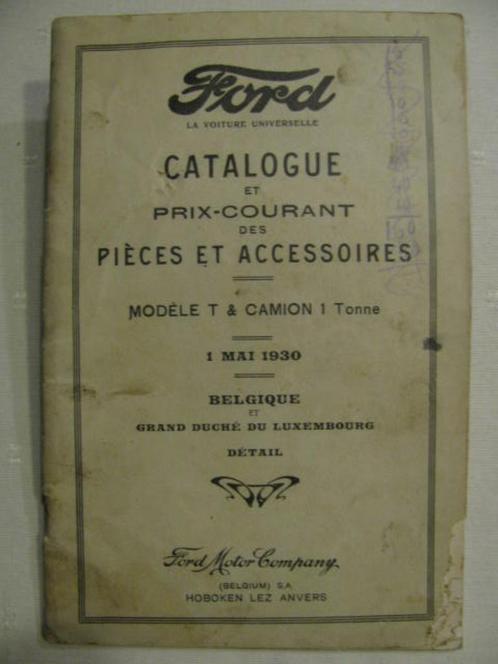 Ford
LA VOITURE UNIVERSELLE
CATALOGUE
ET
PRIX-COURANT
DES
PIÈCES ET ACCESSOIRES
MODÈLE T & CAMION 1 Tonne
1 MAI 1930
BELGIQUE
ET
GRAND DUCHÉ DU LUXEMBOURG
DÉTAIL
Ford Motor Company
(BELGIUM) S.A.
HOBOKEN LEZ ANVERS